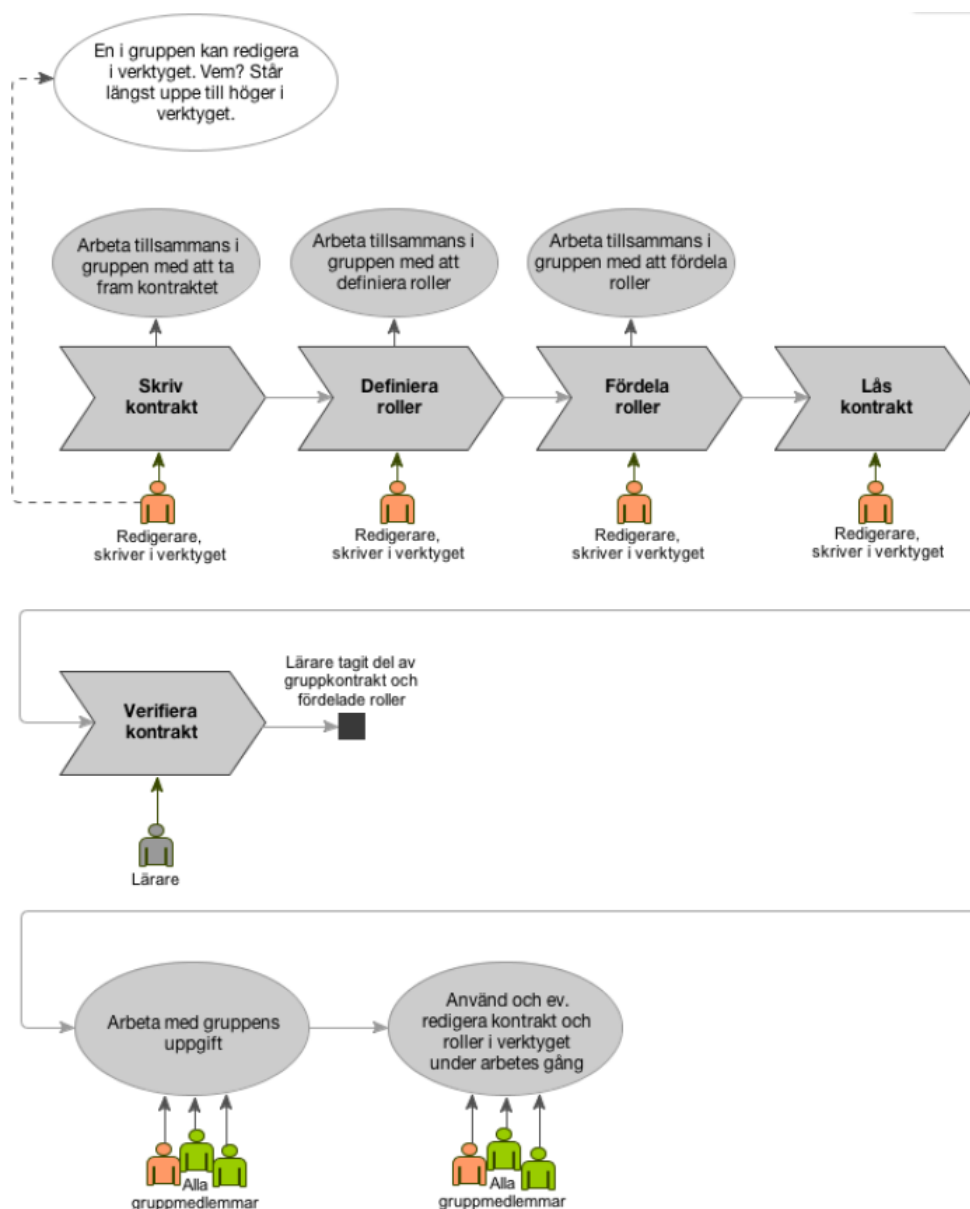 En i gruppen kan redigera
i verktyget. Vem? Står
längst uppe till höger i
verktyget.
Arbeta tillsammans i
gruppen med att ta
fram kontraktet
Arbeta tillsammans i
gruppen med att
definiera roller
Arbeta tillsammans i
gruppen med att fördela
roller
Skriv
kontrakt
Definiera
roller
Fördela
roller
Lås
kontrakt
Redigerare,
skriver i verktyget
Redigerare,
skriver i verktyget
Redigerare,
skriver i verktyget
Redigerare,
skriver i verktyget
Verifiera
kontrakt
Lärare tagit del av
gruppkontrakt och
fördelade roller
Lärare
Arbeta med gruppens
uppgift
Använd och ev.
redigera kontrakt och
roller i verktyget
under arbetes gång
Alla
gruppmedlemmar
Alla
gruppmedlemmar